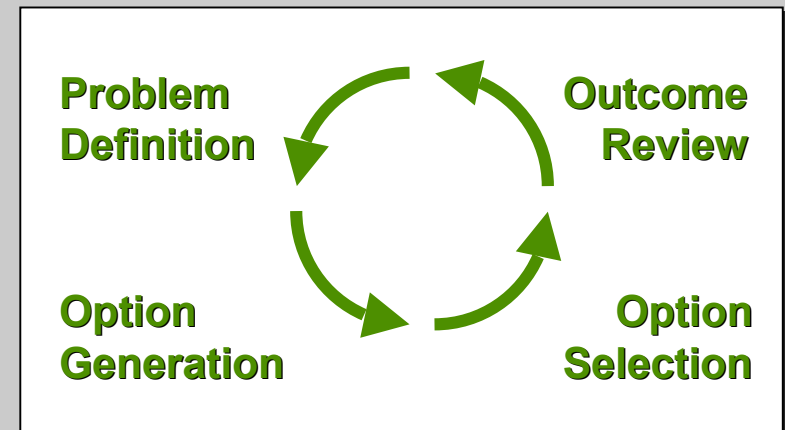 Problem
Definition
Outcome
Review
Option
Generation
Option
Selection